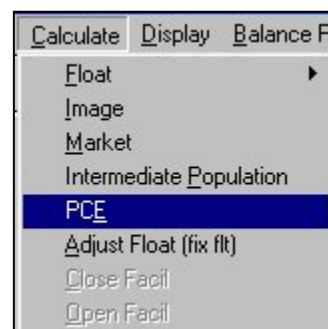 Calculate Display Balance F
Float
Image
Market
Intermediate Population
PCE
Adjust Float (fix flt)
Close Facil
Open Facil